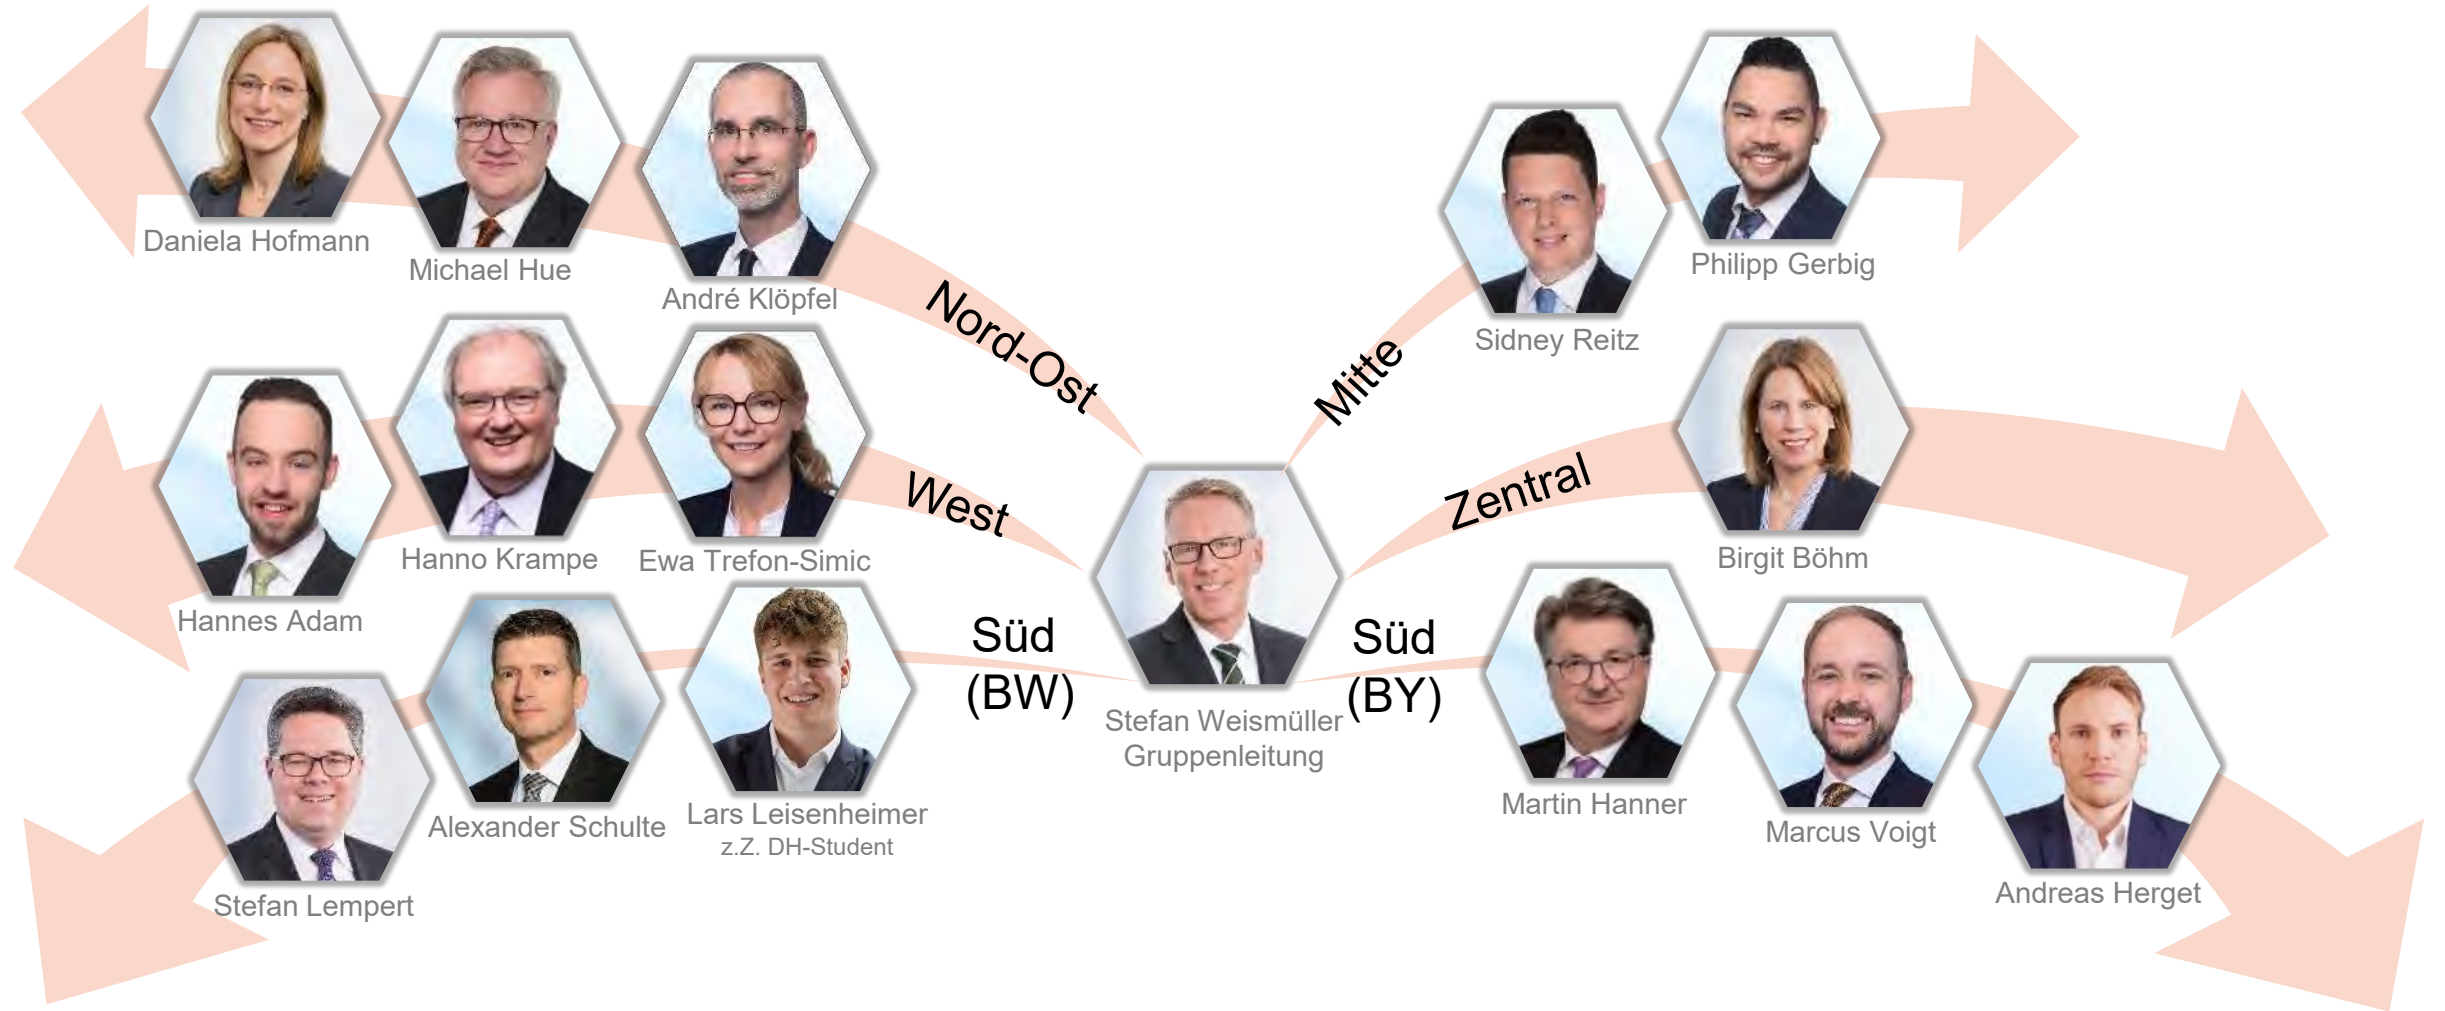 Daniela Hofmann
Michael Hue
André Klöpfel
Nord-Ost
Mitte
Sidney Reitz
Philipp Gerbig
Hannes Adam
Hanno Krampe
Ewa Trefon-Simic
West
Zentral
Birgit Böhm
Stefan Lempert
Alexander Schulte
Lars Leisenheimer
z.Z. DH-Student
Süd
(BW)
Stefan Weismüller
Gruppenleitung
Süd
(BY)
Martin Hanner
Marcus Voigt
Andreas Herget